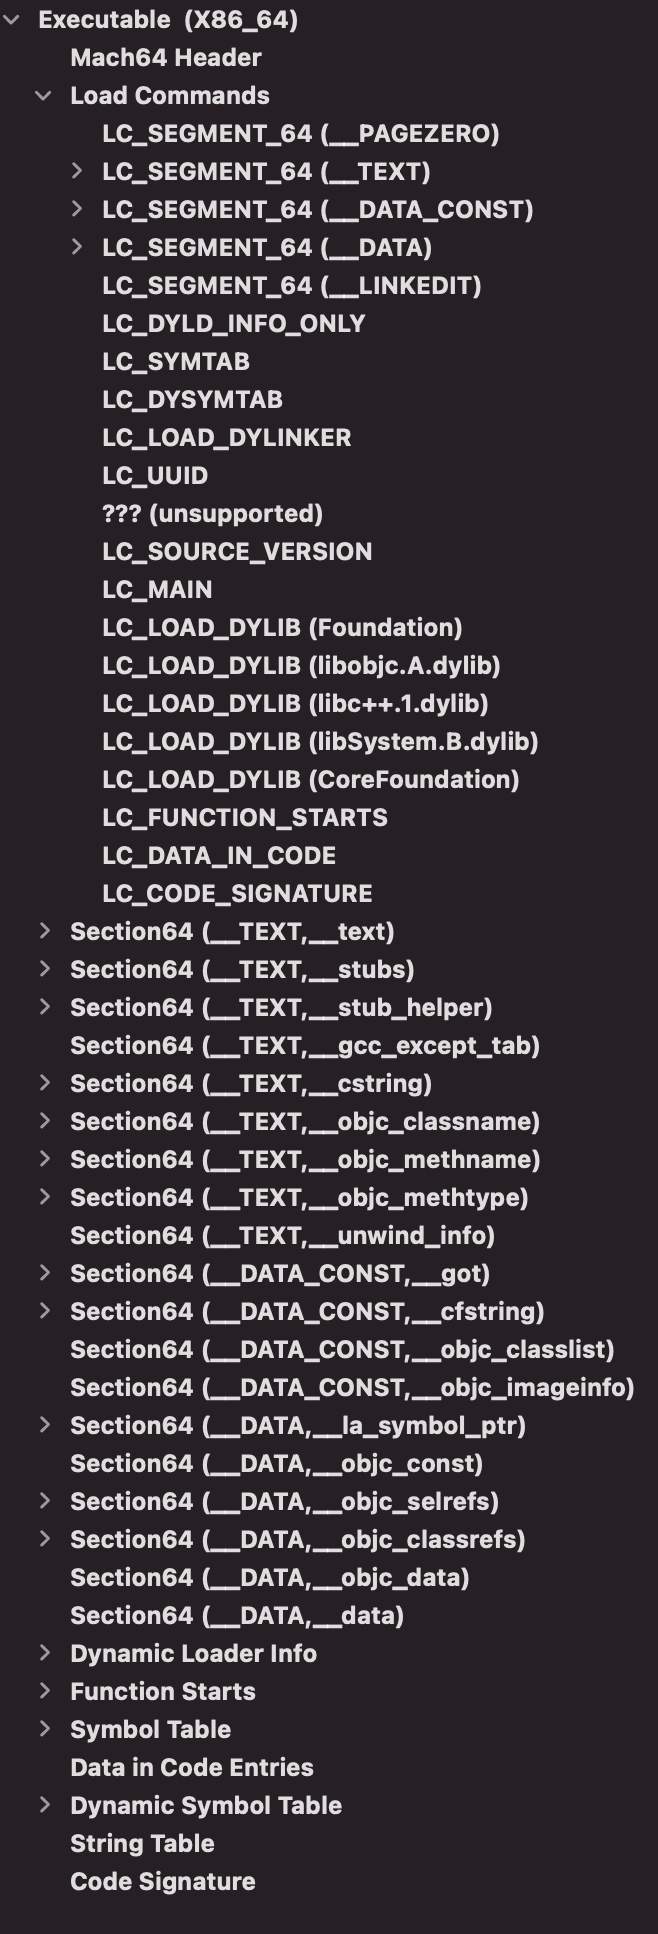 Executable (X86_64)
Mach64 Header
Load Commands
LC_SEGMENT_64 (__PAGEZERO)
LC_SEGMENT_64 (__TEXT)
LC_SEGMENT_64 (__DATA_CONST)
LC_SEGMENT_64 (__DATA)
LC_SEGMENT_64 (__LINKEDIT)
LC_DYLD_INFO_ONLY
LC_SYMTAB
LC_DYSYMTAB
LC_LOAD_DYLINKER
LC_UUID
??? (unsupported)
LC_SOURCE_VERSION
LC_MAIN
LC_LOAD_DYLIB (Foundation)
LC_LOAD_DYLIB (libobjc.A.dylib)
LC_LOAD_DYLIB (libc++.1.dylib)
LC_LOAD_DYLIB (libSystem.B.dylib)
LC_LOAD_DYLIB (CoreFoundation)
LC_FUNCTION_STARTS
LC_DATA_IN_CODE
LC_CODE_SIGNATURE
Section64 (__TEXT,__text)
Section64 (__TEXT,__stubs)
Section64 (__TEXT,__stub_helper)
Section64 (__TEXT,__gcc_except_tab)
Section64 (__TEXT,__cstring)
Section64 (__TEXT,__objc_classname)
Section64 (__TEXT,__objc_methname)
Section64 (__TEXT,__objc_methtype)
Section64 (__TEXT,__unwind_info)
Section64 (__DATA_CONST,__got)
Section64 (__DATA_CONST,__cfstring)
Section64 (__DATA_CONST,__objc_classlist)
Section64 (__DATA_CONST,__objc_imageinfo)
Section64 (__DATA,__la_symbol_ptr)
Section64 (__DATA,__objc_const)
Section64 (__DATA,__objc_selrefs)
Section64 (__DATA,__objc_classrefs)
Section64 (__DATA,__objc_data)
Section64 (__DATA,__data)
Dynamic Loader Info
Function Starts
Symbol Table
Data in Code Entries
Dynamic Symbol Table
String Table
Code Signature